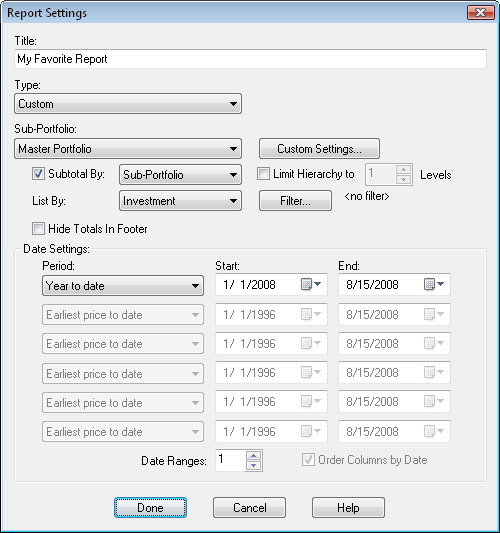 Report Settings
Title:
My Favorite Report
Type:
Custom
Sub-Portfolio:
Master Portfolio Custom Settings...
Subtotal By: Sub-Portfolio Limit Hierarchy to 1 Levels
List By: Investment Filter... <no filter>
Hide Totals In Footer
Date Settings:
Period: Start: End:
Year to date 1/ 1/2008 8/15/2008
Earliest price to date 1/ 1/1996 8/15/2008
Earliest price to date 1/ 1/1996 8/15/2008
Earliest price to date 1/ 1/1996 8/15/2008
Earliest price to date 1/ 1/1996 8/15/2008
Earliest price to date 1/ 1/1996 8/15/2008
Date Ranges: 1 Order Columns by Date
Done Cancel Help